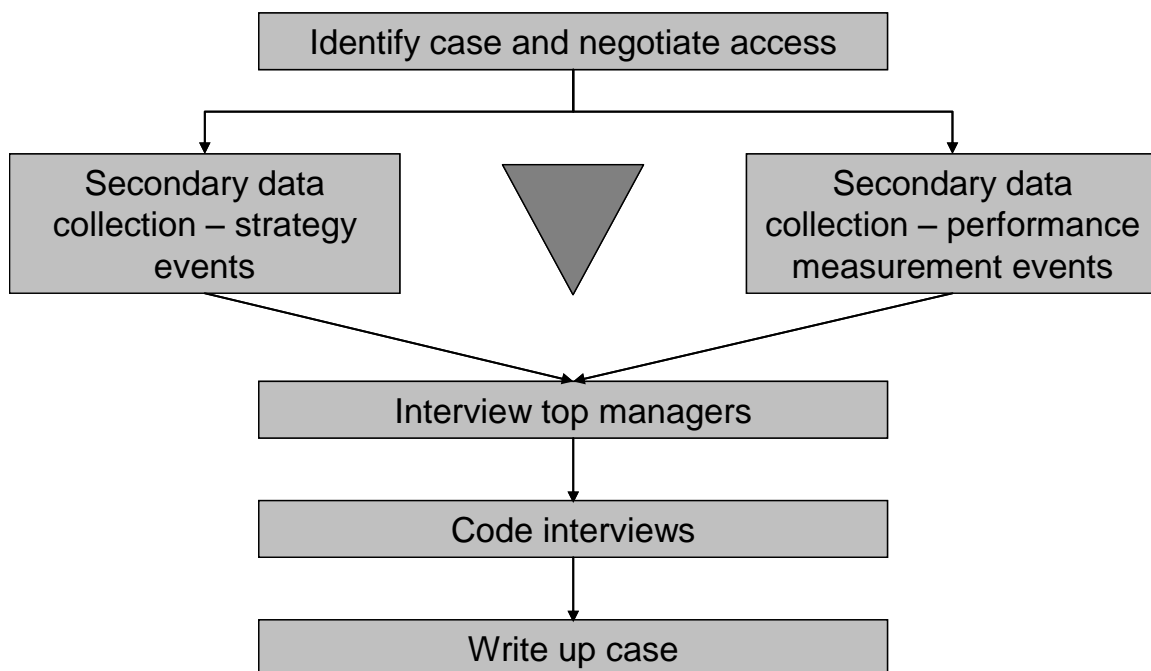 Identify case and negotiate access
Secondary data
collection – strategy
events
Secondary data
collection – performance
measurement events
Interview top managers
Code interviews
Write up case